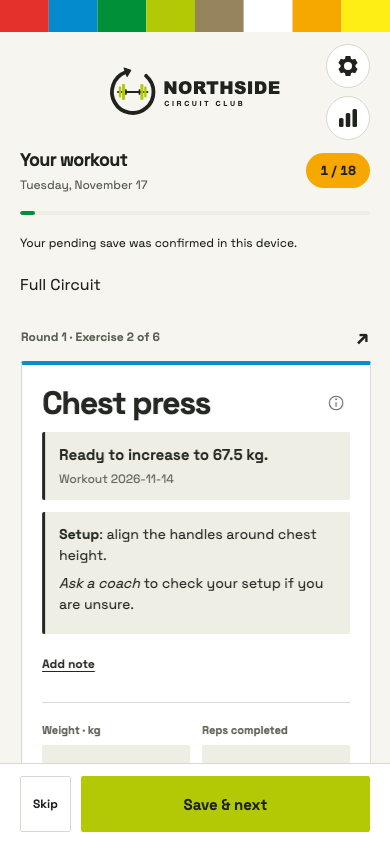 NORTHSIDE
CIRCUIT CLUB
Your workout
Tuesday, November 17
1 / 18
Your pending save was confirmed in this device.
Full Circuit
Round 1 · Exercise 2 of 6
Chest press
Ready to increase to 67.5 kg.
Workout 2026-11-14
Setup: align the handles around chest
height.
Ask a coach to check your setup if you
are unsure.
Add note
Weight · kg
Reps completed
Skip
Save & next